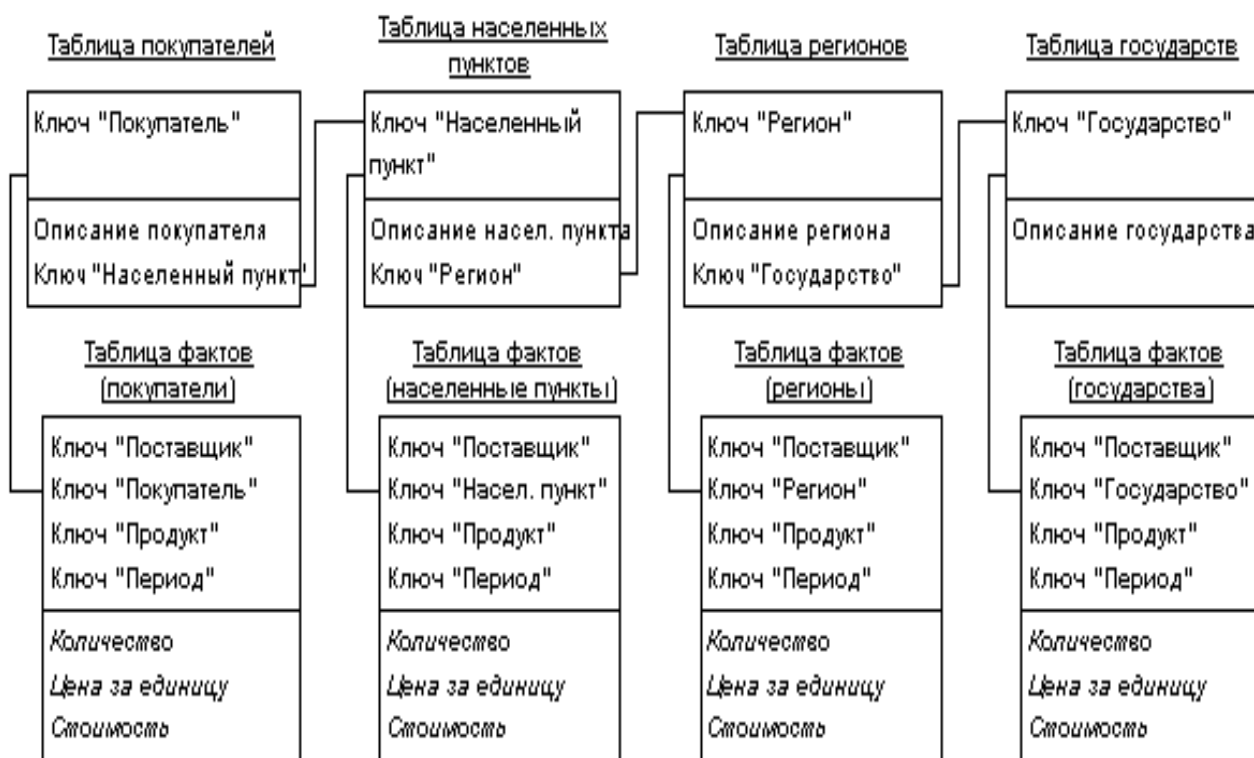 Таблица покупателей
Ключ "Покупатель"
Описание покупателя
Ключ "Населенный пункт"
Таблица населенных
пунктов
Ключ "Населенный
пункт"
Описание насел. пункта
Ключ "Регион"
Таблица регионов
Ключ "Регион"
Описание региона
Ключ "Государство"
Таблица государств
Ключ "Государство"
Описание государства
Таблица фактов
(покупатели)
Ключ "Поставщик"
Ключ "Покупатель"
Ключ "Продукт"
Ключ "Период"
Количество
Цена за единицу
Стоимость
Таблица фактов
(населенные пункты)
Ключ "Поставщик"
Ключ "Насел. пункт"
Ключ "Продукт"
Ключ "Период"
Количество
Цена за единицу
Стоимость
Таблица фактов
(регионы)
Ключ "Поставщик"
Ключ "Регион"
Ключ "Продукт"
Ключ "Период"
Количество
Цена за единицу
Стоимость
Таблица фактов
(государства)
Ключ "Поставщик"
Ключ "Государство"
Ключ "Продукт"
Ключ "Период"
Количество
Цена за единицу
Стоимость